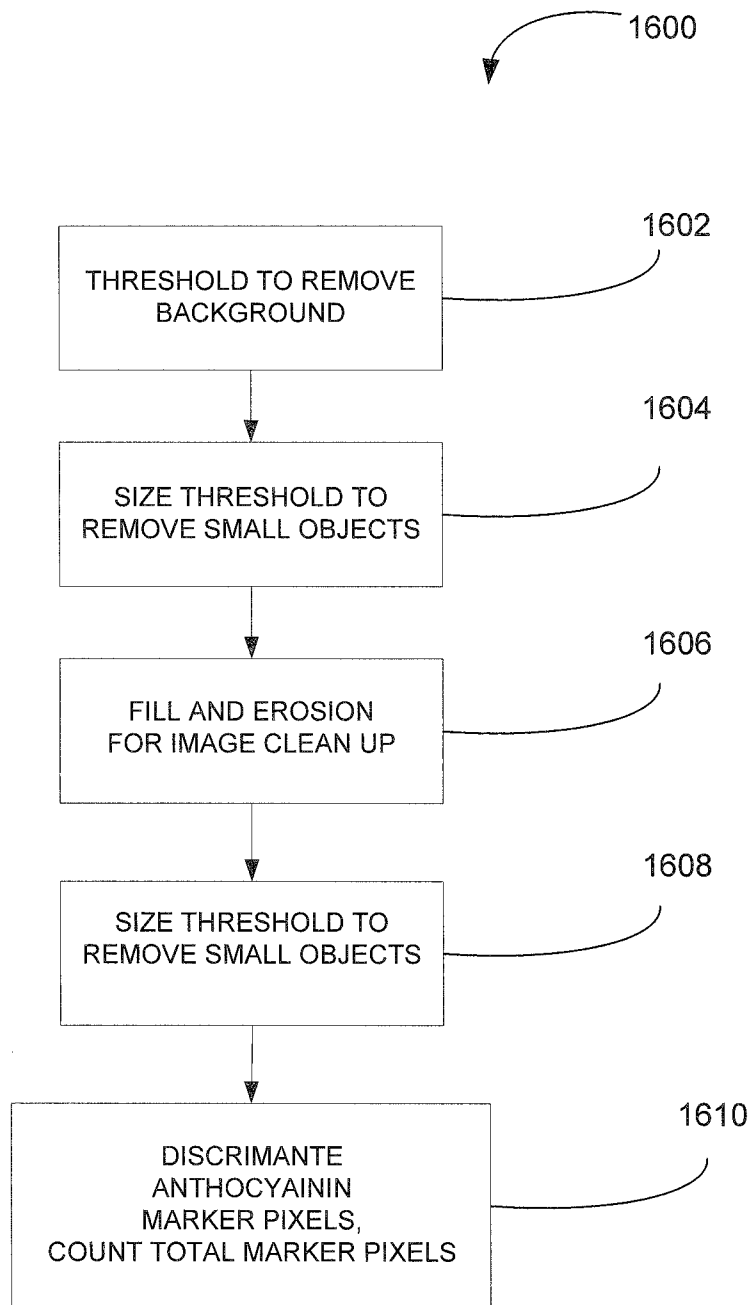 1600
1602
THRESHOLD TO REMOVE
BACKGROUND
1604
SIZE THRESHOLD TO
REMOVE SMALL OBJECTS
1606
FILL AND EROSION
FOR IMAGE CLEAN UP
1608
SIZE THRESHOLD TO
REMOVE SMALL OBJECTS
1610
DISCRIMANTE
ANTHOCYAININ
MARKER PIXELS,
COUNT TOTAL MARKER PIXELS